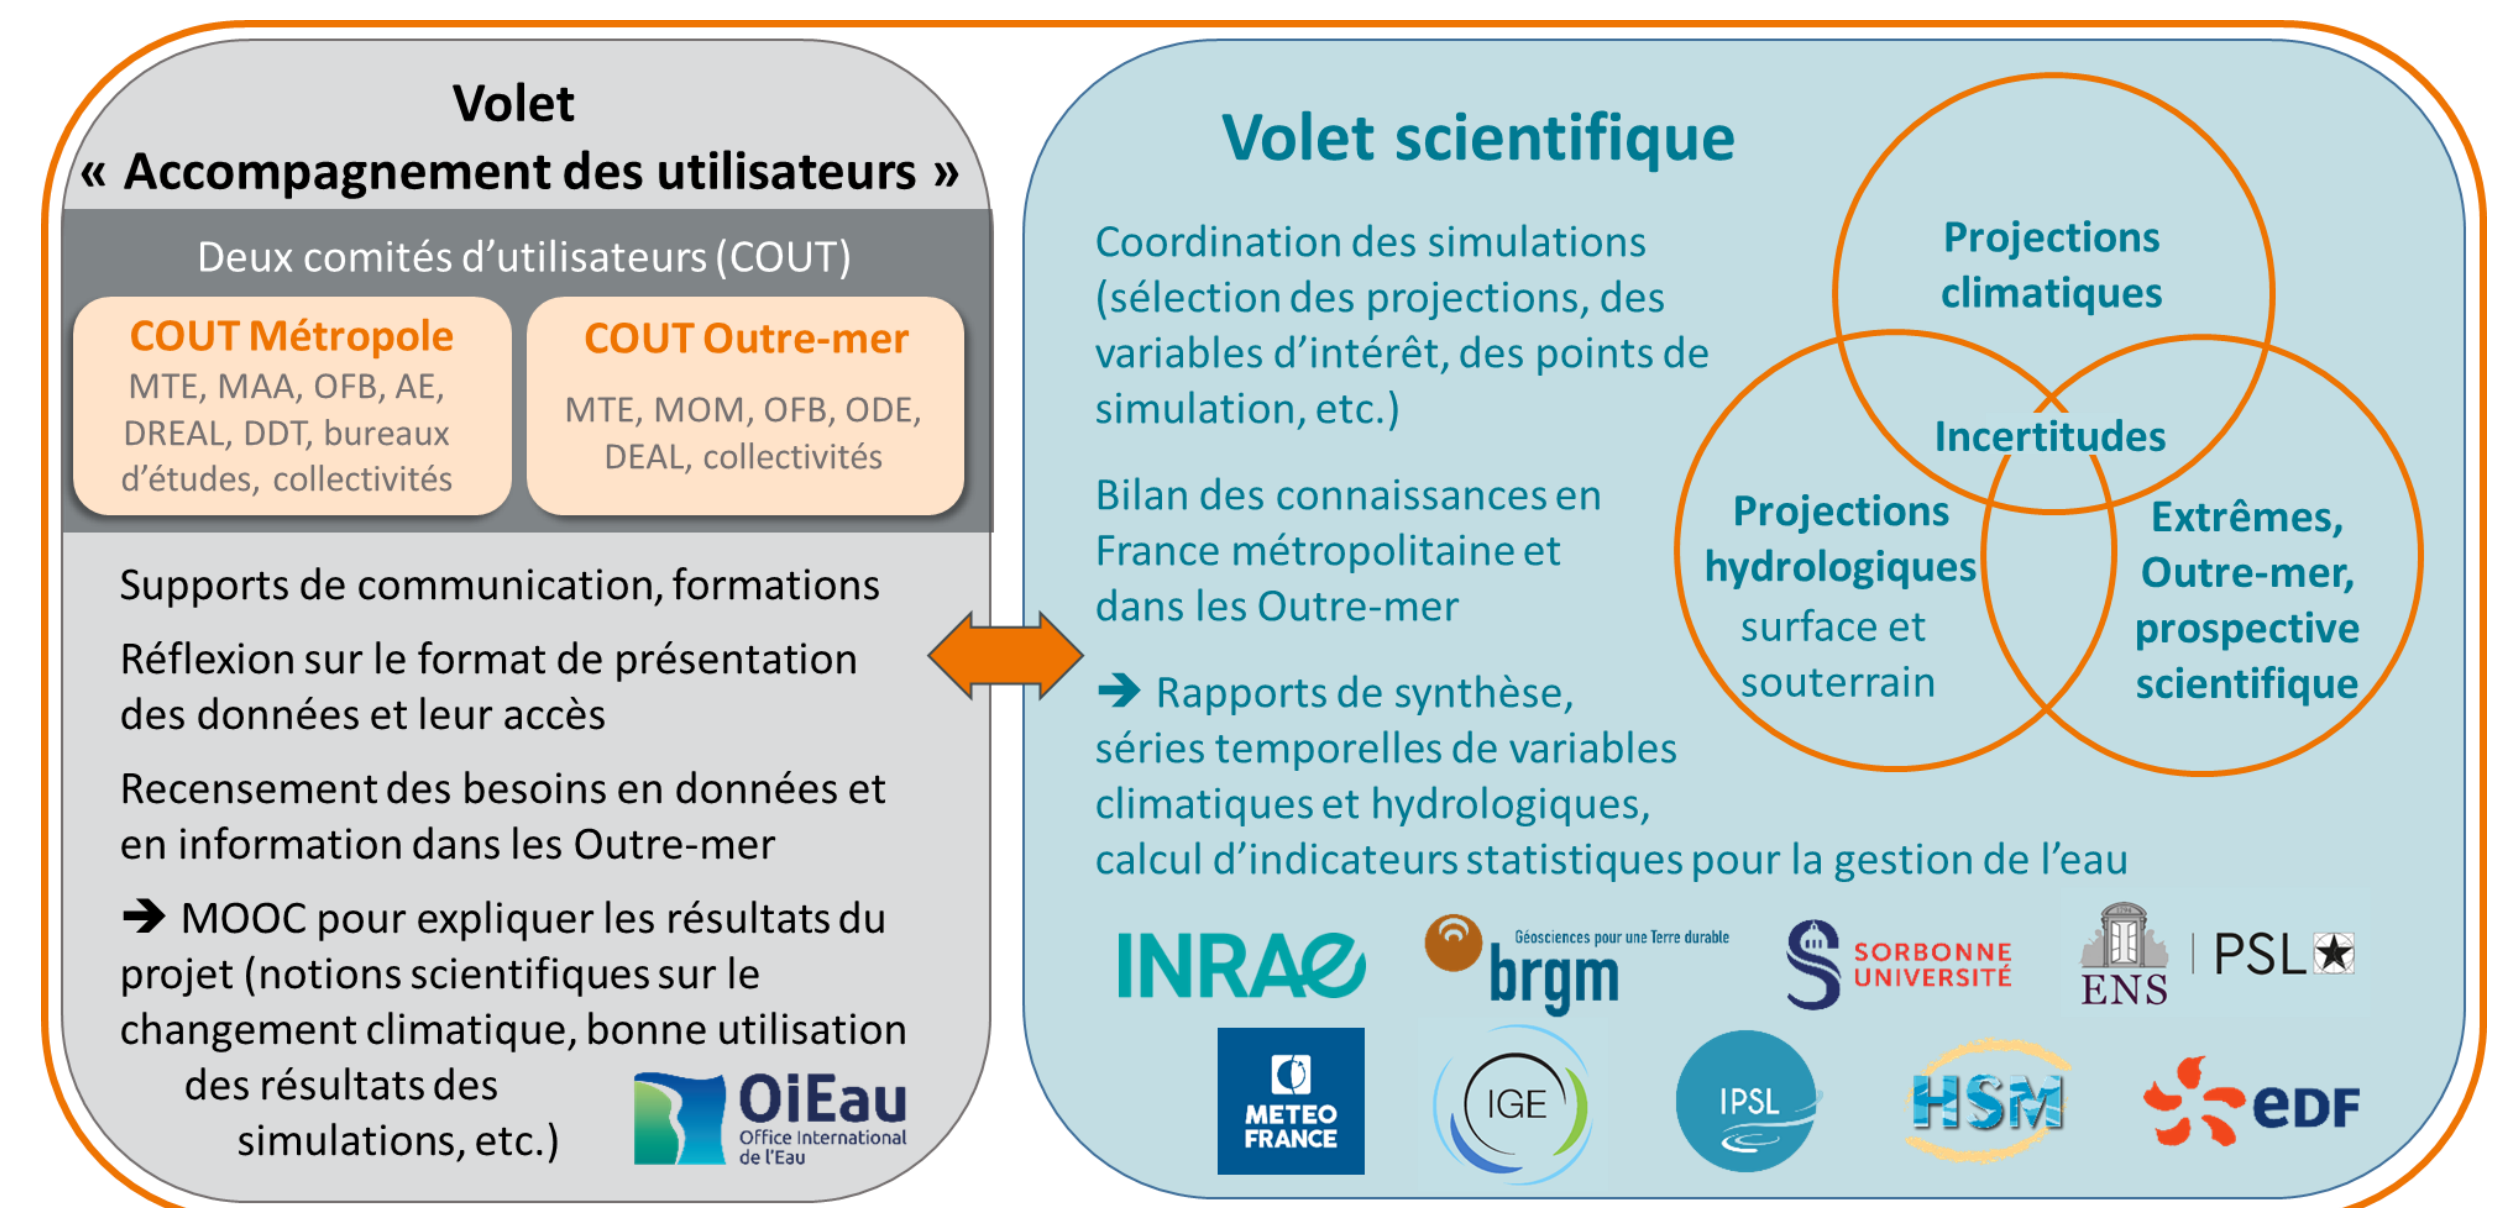 Volet
« Accompagnement des utilisateurs »
Deux comités d’utilisateurs (COUT)
COUT Métropole
MTE, MAA, OFB, AE,
DREAL, DDT, bureaux
d’études, collectivités
COUT Outre-mer
MTE, MOM, OFB, ODE,
DEAL, collectivités
Supports de communication, formations
Réflexion sur le format de présentation
des données et leur accès
Recensement des besoins en données et
en information dans les Outre-mer
➔ MOOC pour expliquer les résultats du
projet (notions scientifiques sur le
changement climatique, bonne utilisation
des résultats des
simulations, etc.)
OiEau
Office International
de l’Eau
Volet scientifique
Coordination des simulations
(sélection des projections, des
variables d’intérêt, des points de
simulation, etc.)
Bilan des connaissances en
France métropolitaine et
dans les Outre-mer
➔ Rapports de synthèse,
séries temporelles de variables
climatiques et hydrologiques,
calcul d’indicateurs statistiques pour la gestion de l’eau
Projections
climatiques
Incertitudes
Projections
hydrologiques
surface et
souterrain
Extrêmes,
Outre-mer,
prospective
scientifique
INRAE
Géosciences pour une Terre durable
brgm
SORBONNE
UNIVERSITÉ
ENS
PSL
METEO
FRANCE
IGE
IPSL
HSM
eDF